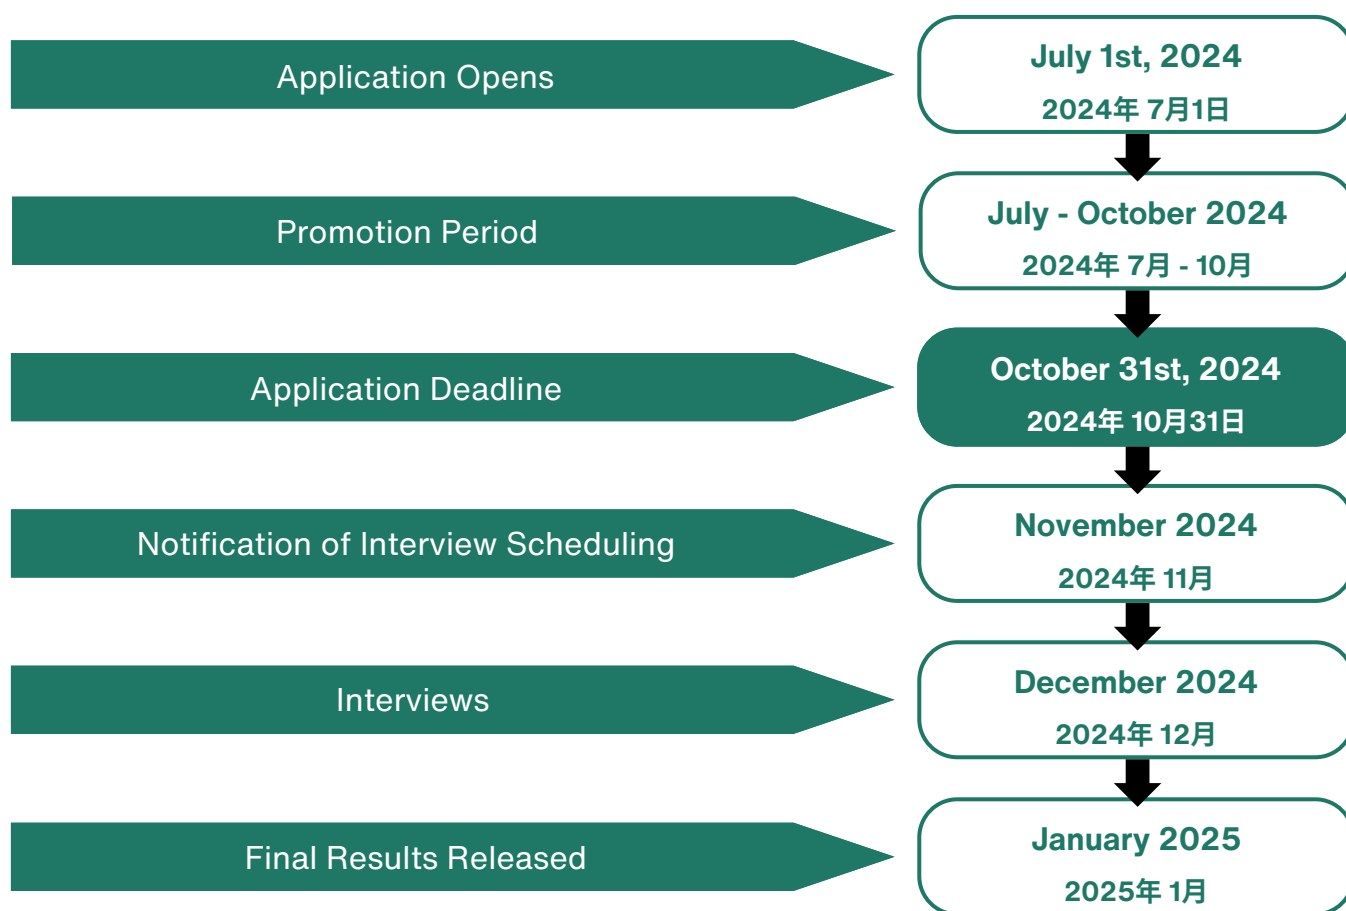 Application Opens
July 1st, 2024
2024年 7月1日
Promotion Period
July - October 2024
2024年 7月 - 10月
Application Deadline
October 31st, 2024
2024年 10月31日
Notification of Interview Scheduling
November 2024
2024年 11月
Interviews
December 2024
2024年 12月
Final Results Released
January 2025
2025年 1月